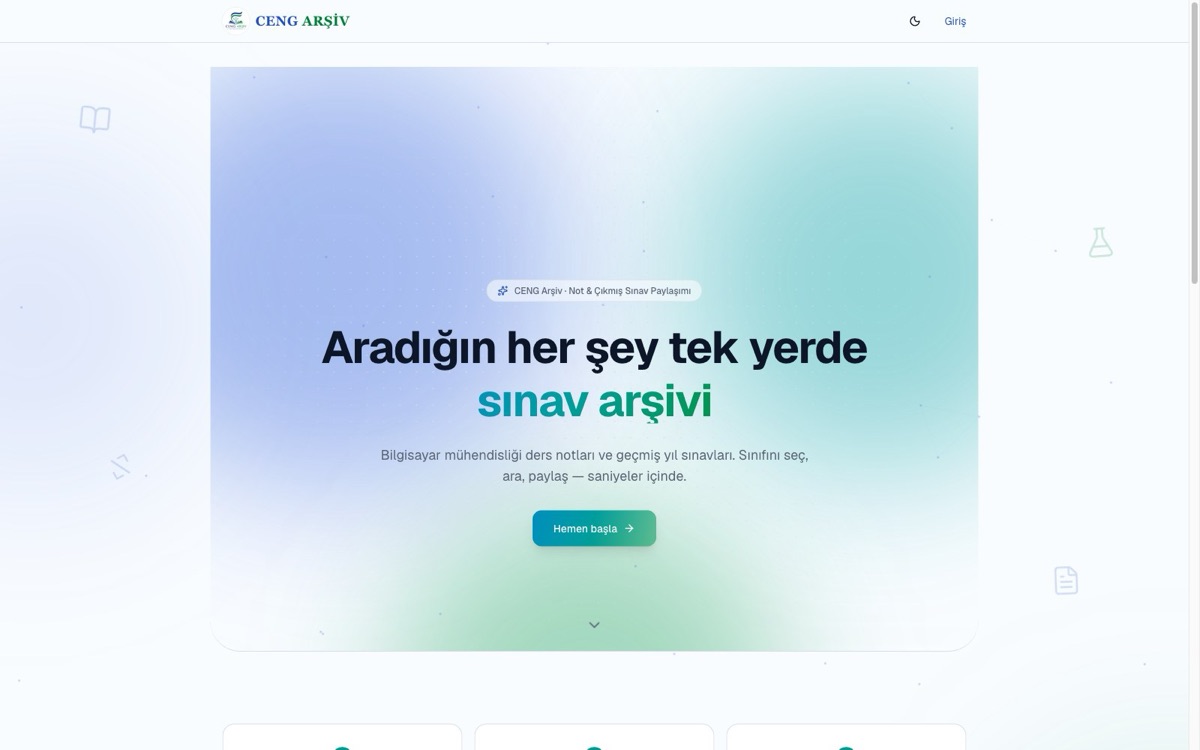 CENG ARŞİV
Giriş
CENG Arşiv · Not & Çıkmış Sınav Paylaşımı
Aradığın her şey tek yerde
sınav arşivi
Bilgisayar mühendisliği ders notları ve geçmiş yıl sınavları. Sınıfını seç,
ara, paylaş — saniyeler içinde.
Hemen başla